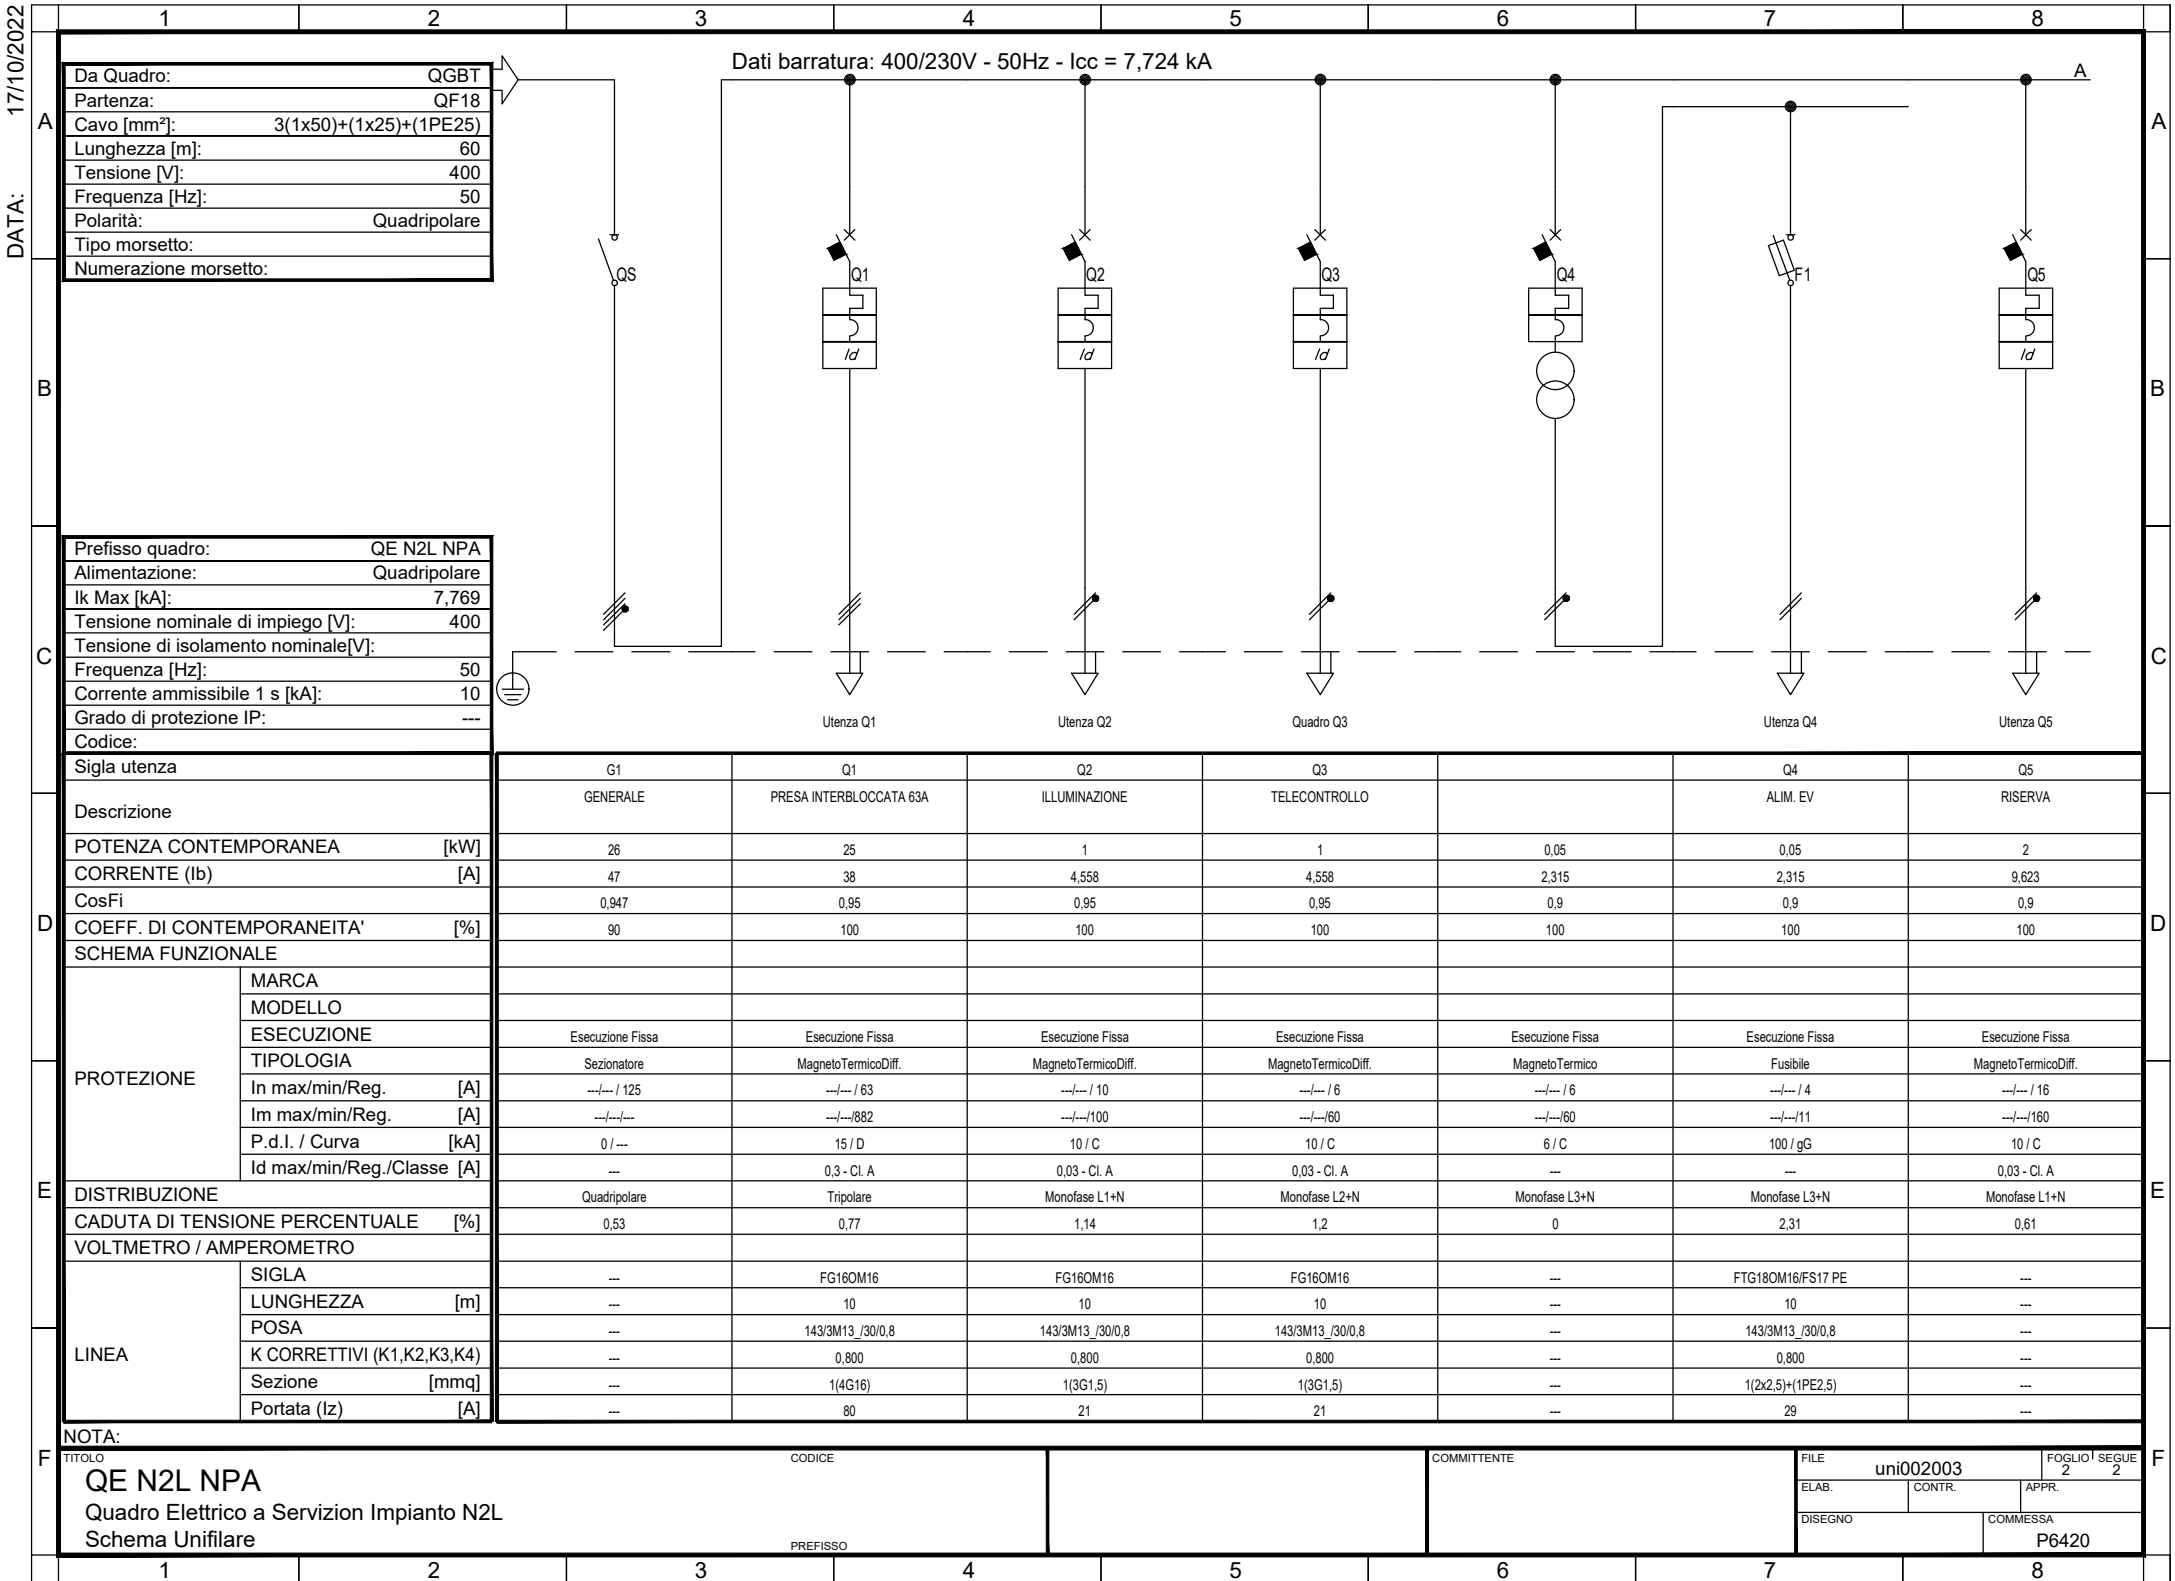 DATA: 17/10/2022
1 2 3 4 5 6 7 8
A A
B B
C C
D D
E E
F F
Dati barratura: 400/230V - 50Hz - Icc = 7,724 kA
A
Da Quadro: QGBT
Partenza: QF18
Cavo [mm²]: 3(1x50)+(1x25)+(1PE25)
Lunghezza [m]: 60
Tensione [V]: 400
Frequenza [Hz]: 50
Polarità: Quadripolare
Tipo morsetto:
Numerazione morsetto:
QS Q1 Q2 Q3 Q4 F1 Q5
Id Id Id Id
Prefisso quadro: QE N2L NPA
Alimentazione: Quadripolare
Ik Max [kA]: 7,769
Tensione nominale di impiego [V]: 400
Tensione di isolamento nominale[V]:
Frequenza [Hz]: 50
Corrente ammissibile 1 s [kA]: 10
Grado di protezione IP: ---
Codice:
Utenza Q1 Utenza Q2 Quadro Q3 Utenza Q4 Utenza Q5
Sigla utenza G1 Q1 Q2 Q3 Q4 Q5
Descrizione GENERALE PRESA INTERBLOCCATA 63A ILLUMINAZIONE TELECONTROLLO ALIM. EV RISERVA
POTENZA CONTEMPORANEA [kW] 26 25 1 1 0,05 0,05 2
CORRENTE (Ib) [A] 47 38 4,558 4,558 2,315 2,315 9,623
CosFi 0,947 0,95 0,95 0,95 0,9 0,9 0,9
COEFF. DI CONTEMPORANEITA' [%] 90 100 100 100 100 100 100
SCHEMA FUNZIONALE
PROTEZIONE
MARCA
MODELLO
ESECUZIONE Esecuzione Fissa Esecuzione Fissa Esecuzione Fissa Esecuzione Fissa Esecuzione Fissa Esecuzione Fissa Esecuzione Fissa
TIPOLOGIA Sezionatore MagnetoTermicoDiff. MagnetoTermicoDiff. MagnetoTermicoDiff. MagnetoTermico Fusibile MagnetoTermicoDiff.
In max/min/Reg. [A] ---/--- / 125 ---/--- / 63 ---/--- / 10 ---/--- / 6 ---/--- / 6 ---/--- / 4 ---/--- / 16
Im max/min/Reg. [A] ---/---/--- ---/---/882 ---/---/100 ---/---/60 ---/---/60 ---/---/11 ---/---/160
P.d.I. / Curva [kA] 0 / --- 15 / D 10 / C 10 / C 6 / C 100 / gG 10 / C
Id max/min/Reg./Classe [A] --- 0,3 - Cl. A 0,03 - Cl. A 0,03 - Cl. A --- --- 0,03 - Cl. A
DISTRIBUZIONE Quadripolare Tripolare Monofase L1+N Monofase L2+N Monofase L3+N Monofase L3+N Monofase L1+N
CADUTA DI TENSIONE PERCENTUALE [%] 0,53 0,77 1,14 1,2 0 2,31 0,61
VOLTMETRO / AMPEROMETRO
LINEA
SIGLA --- FG16OM16 FG16OM16 FG16OM16 --- FTG18OM16/FS17 PE ---
LUNGHEZZA [m] --- 10 10 10 --- 10 ---
POSA --- 143/3M13_/30/0,8 143/3M13_/30/0,8 143/3M13_/30/0,8 --- 143/3M13_/30/0,8 ---
K CORRETTIVI (K1,K2,K3,K4) --- 0,800 0,800 0,800 --- 0,800 ---
Sezione [mmq] --- 1(4G16) 1(3G1,5) 1(3G1,5) --- 1(2x2,5)+(1PE2,5) ---
Portata (Iz) [A] --- 80 21 21 --- 29 ---
NOTA:
TITOLO
QE N2L NPA
Quadro Elettrico a Servizion Impianto N2L
Schema Unifilare
CODICE
PREFISSO
COMMITTENTE
FILE uni002003
FOGLIO 2
SEGUE 2
ELAB. CONTR. APPR.
DISEGNO
COMMESSA
P6420
1 2 3 4 5 6 7 8